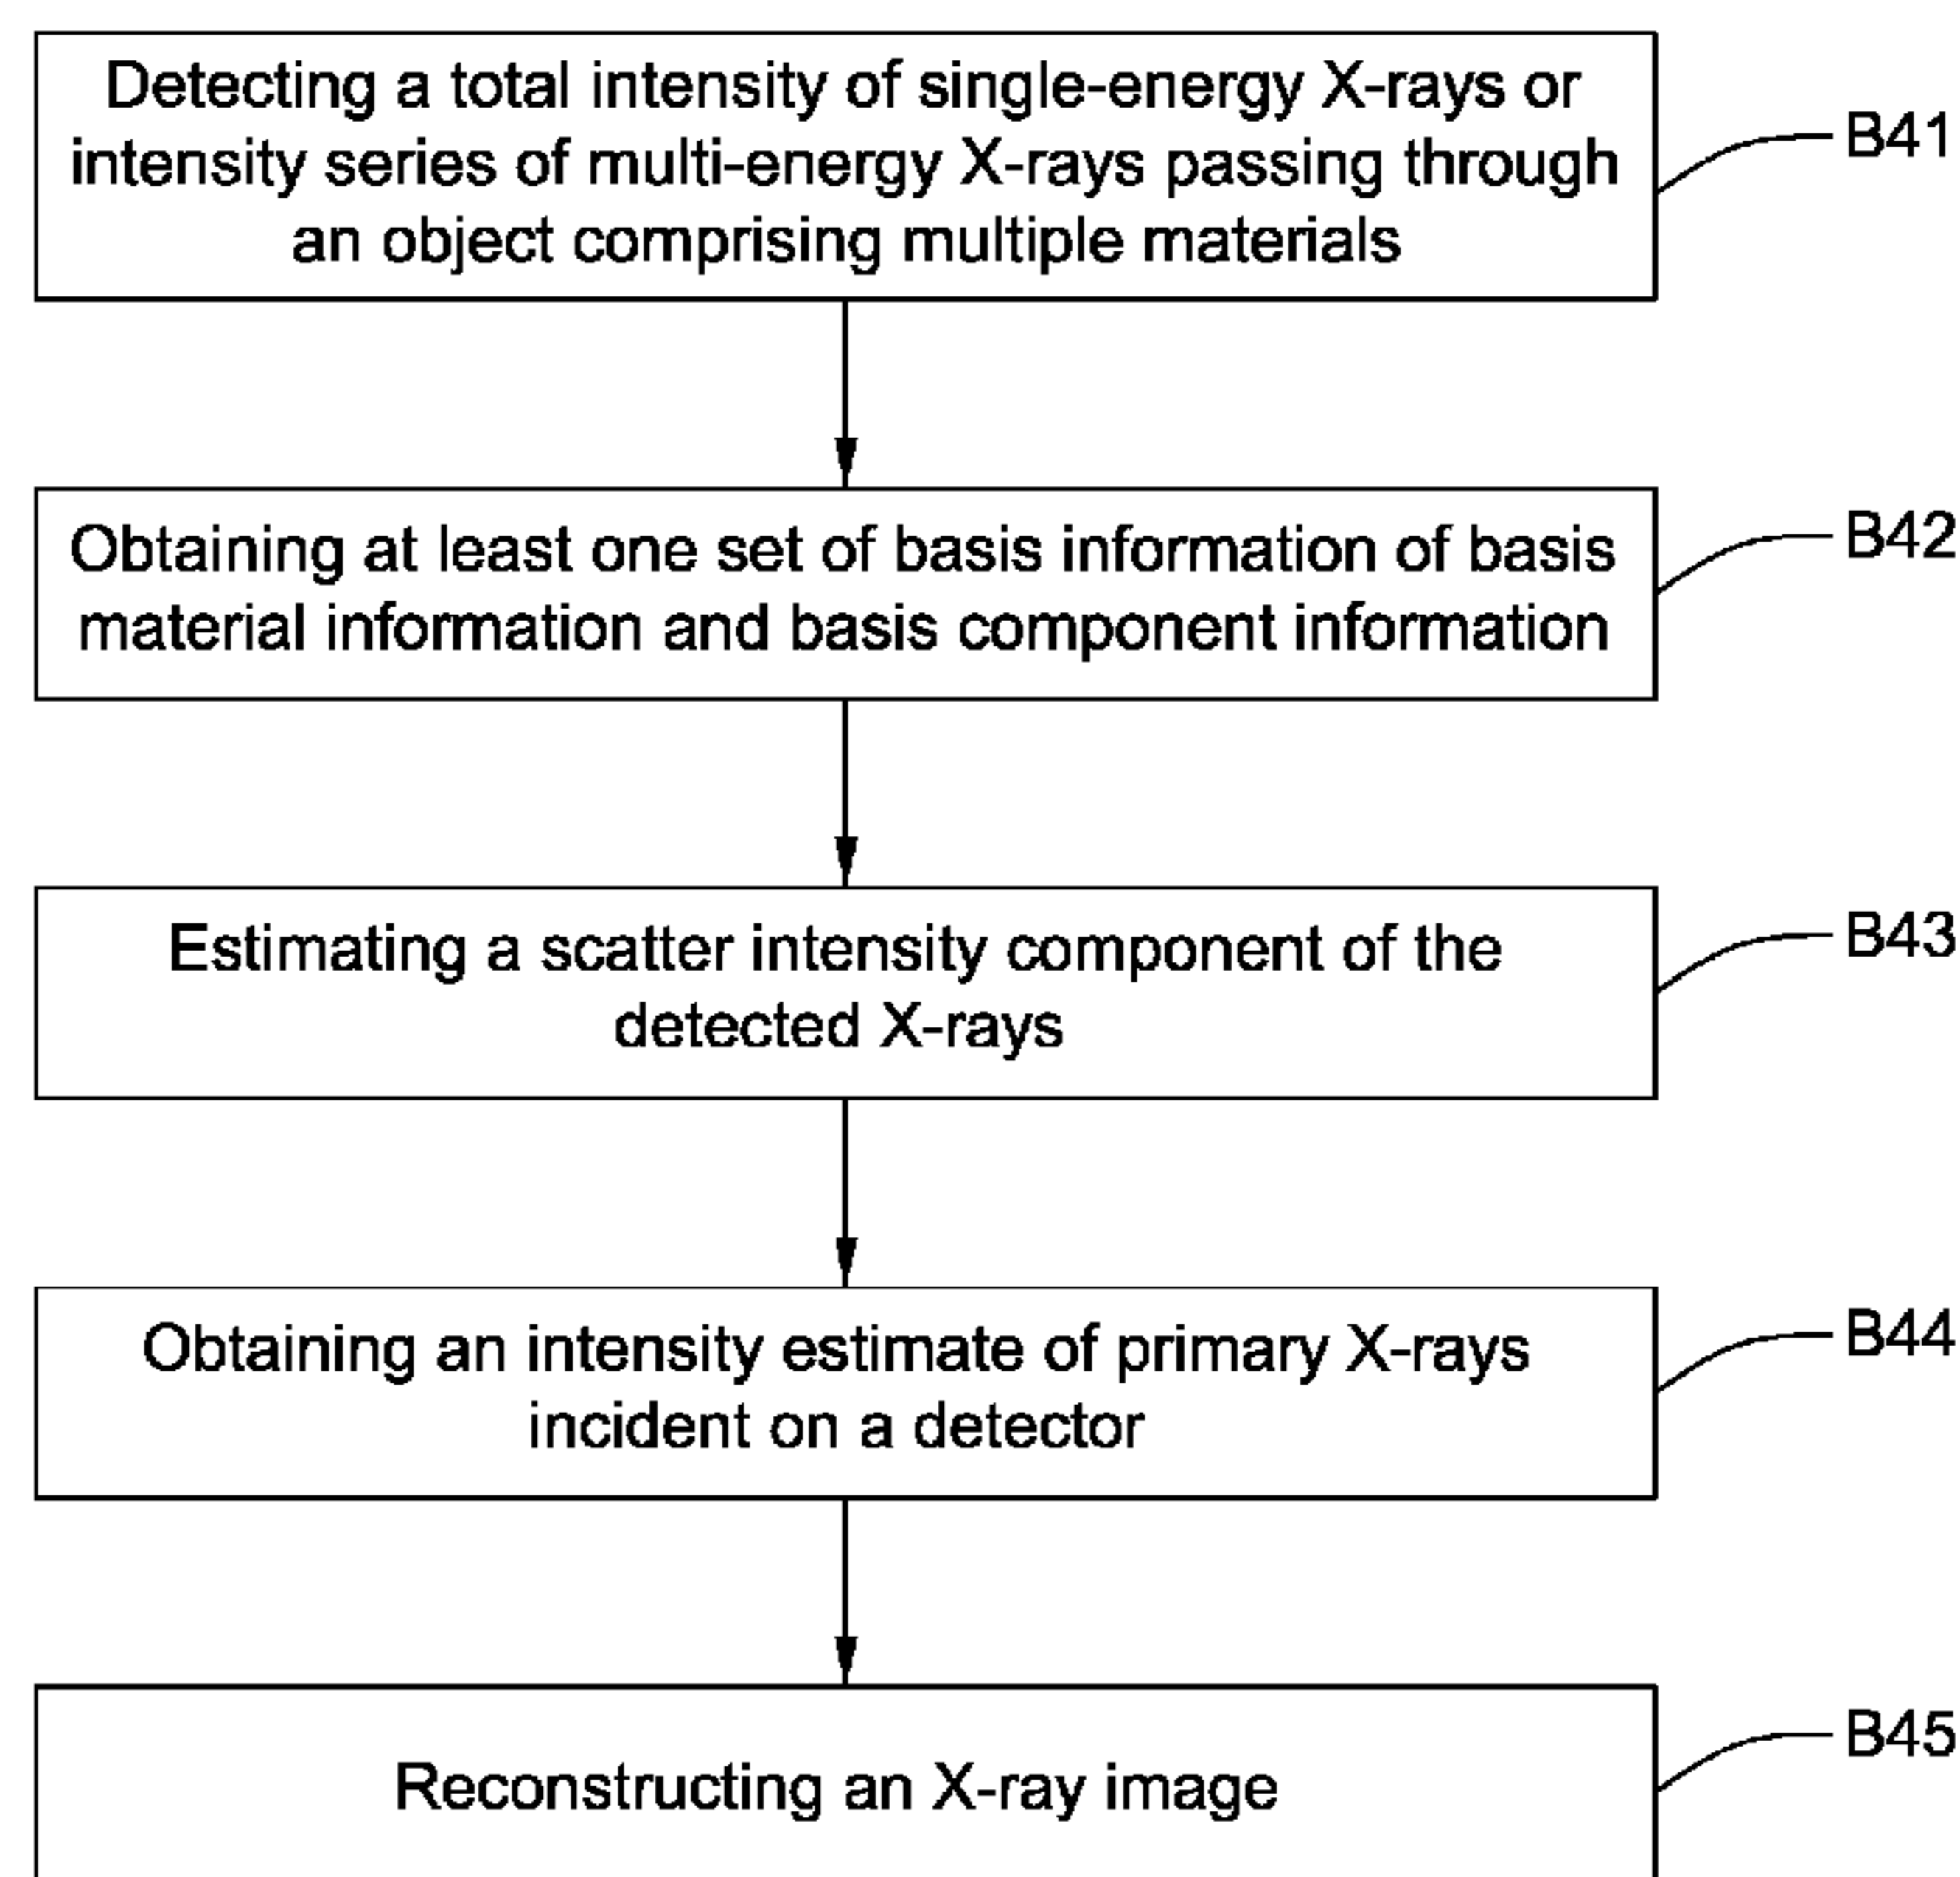 Detecting a total intensity of single-energy X-rays or
intensity series of multi-energy X-rays passing through
an object comprising multiple materials
B41
Obtaining at least one set of basis information of basis
material information and basis component information
B42
Estimating a scatter intensity component of the
detected X-rays
B43
Obtaining an intensity estimate of primary X-rays
incident on a detector
B44
Reconstructing an X-ray image
B45